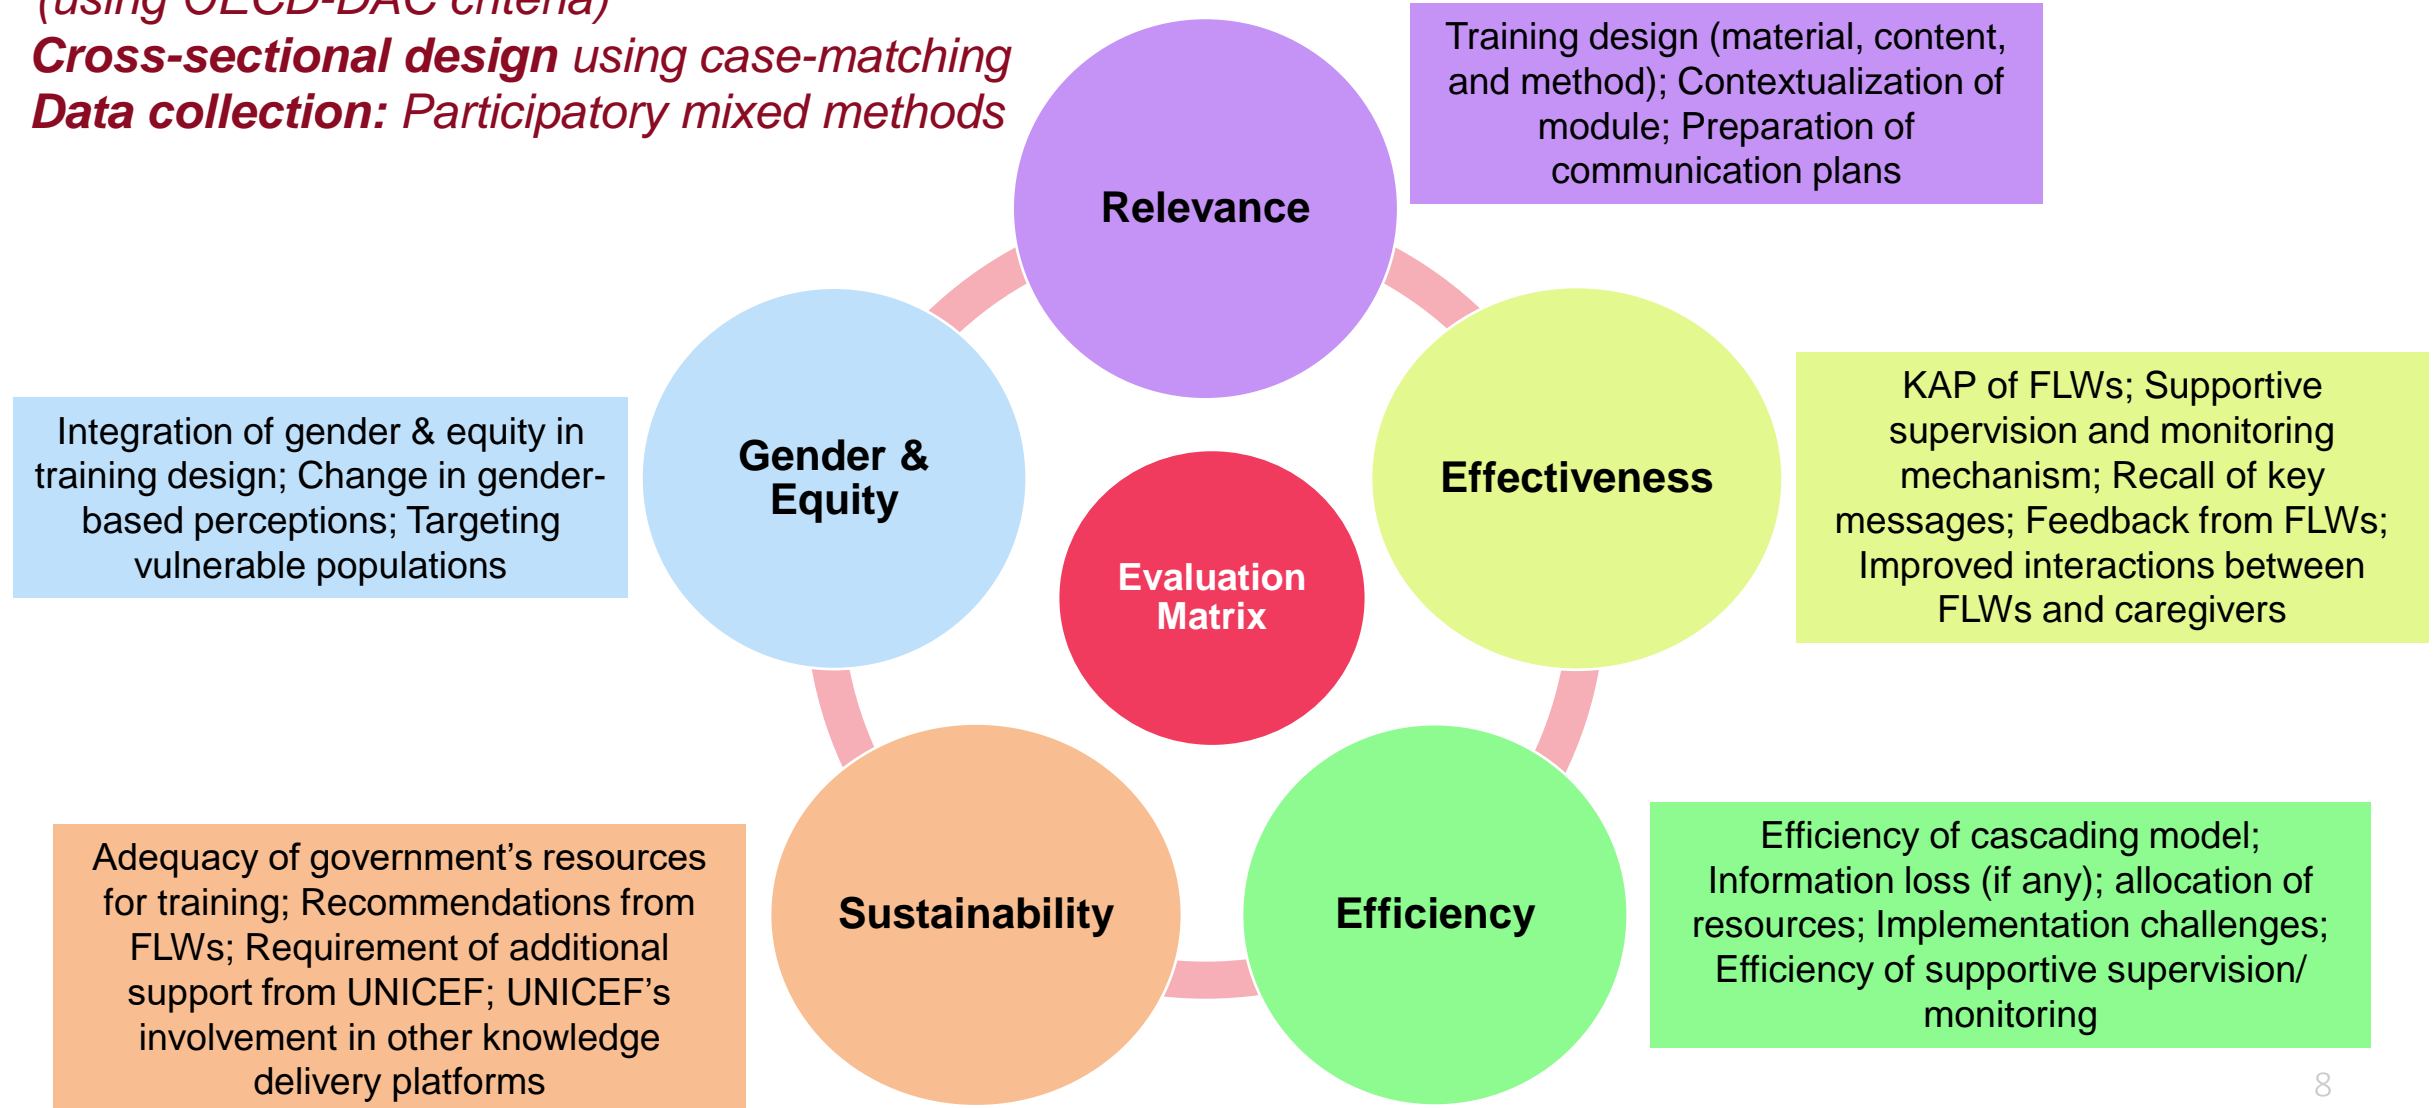 (using OECD-DAC criteria)
Cross-sectional design using case-matching
Data collection: Participatory mixed methods
Training design (material, content,
and method); Contextualization of
module; Preparation of
communication plans
Relevance
Gender &
Equity
Integration of gender & equity in
training design; Change in gender-
based perceptions; Targeting
vulnerable populations
Effectiveness
KAP of FLWs; Supportive
supervision and monitoring
mechanism; Recall of key
messages; Feedback from FLWs;
Improved interactions between
FLWs and caregivers
Evaluation
Matrix
Sustainability
Adequacy of government’s resources
for training; Recommendations from
FLWs; Requirement of additional
support from UNICEF; UNICEF’s
involvement in other knowledge
delivery platforms
Efficiency
Efficiency of cascading model;
Information loss (if any); allocation of
resources; Implementation challenges;
Efficiency of supportive supervision/
monitoring
8